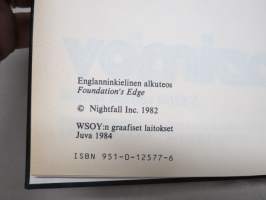 Englanninkielinen alkuteos
Foundation's Edge
© Nightfall Inc. 1982
WSOY:n graafiset laitokset
Juva 1984
ISBN 951-0-12577-6